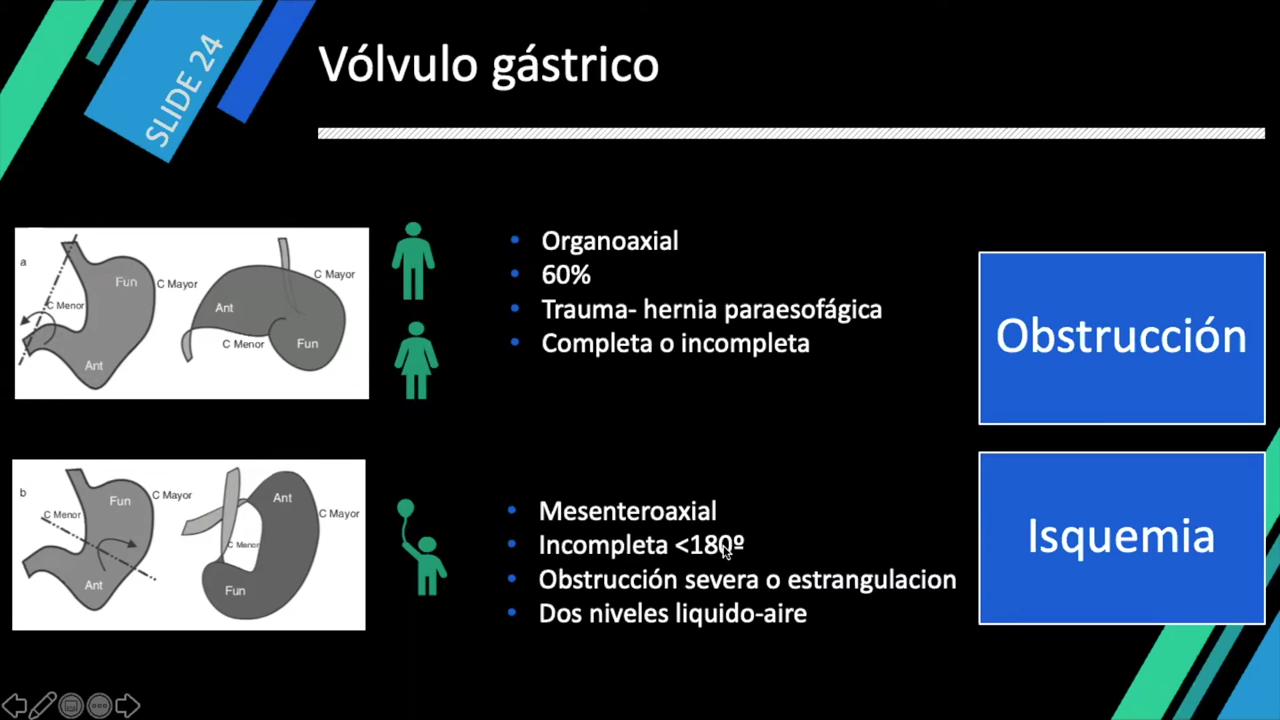 SLIDE 24
Vólvulo gástrico
a
Fun
C Mayor
C Menor
Ant
C Mayor
Ant
C Menor
Fun
• Organoaxial
• 60%
• Trauma- hernia paraesofágica
• Completa o incompleta
Obstrucción
b
Fun
C Mayor
C Menor
Ant
Ant
C Mayor
C Menor
Fun
• Mesenteroaxial
• Incompleta <180º
• Obstrucción severa o estrangulacion
• Dos niveles liquido-aire
Isquemia